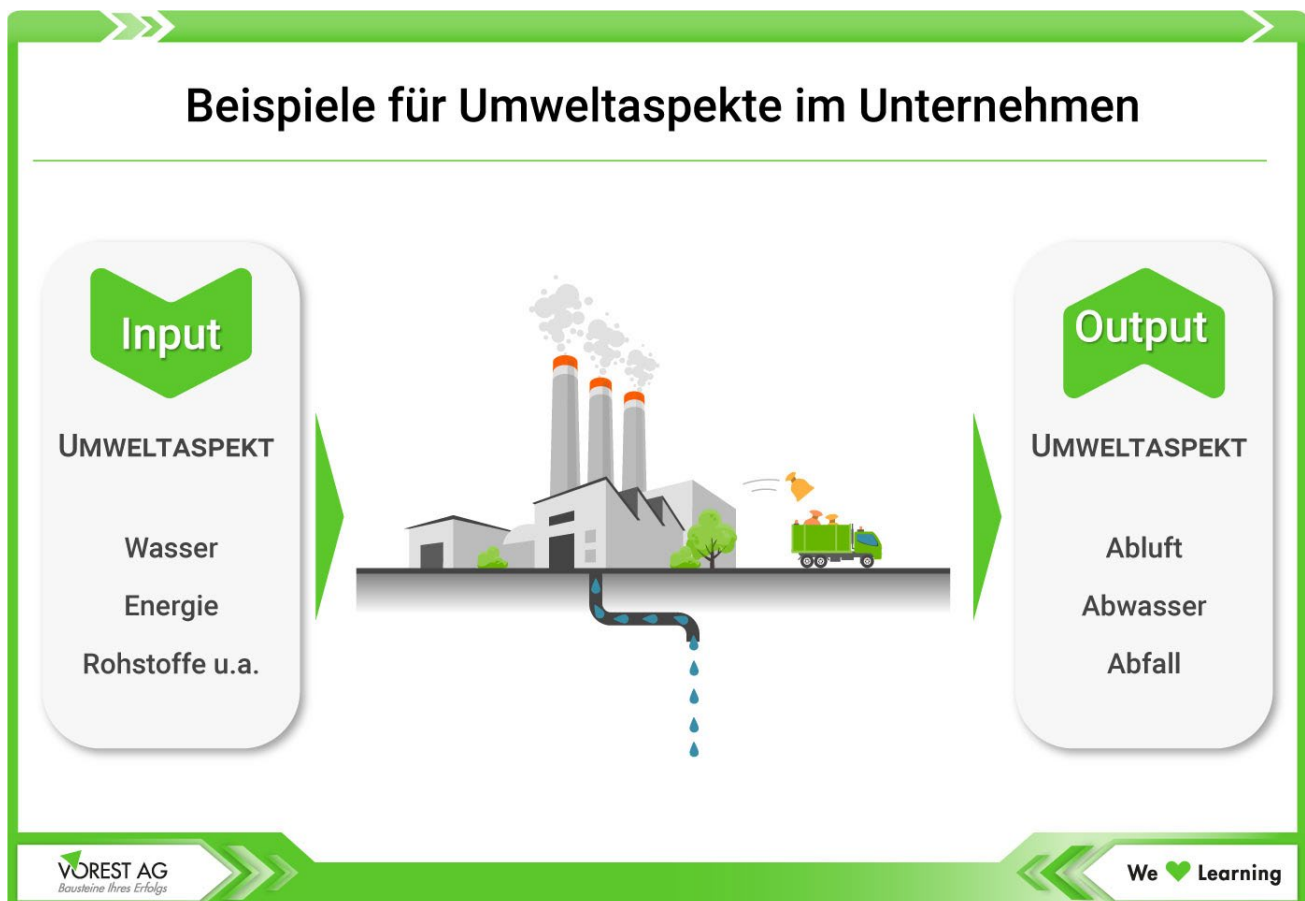 Beispiele für Umweltaspekte im Unternehmen
Input
UMWELTASPEKT
Wasser
Energie
Rohstoffe u.a.
Output
UMWELTASPEKT
Abluft
Abwasser
Abfall
VOREST AG
Bausteine Ihres Erfolgs
We Learning